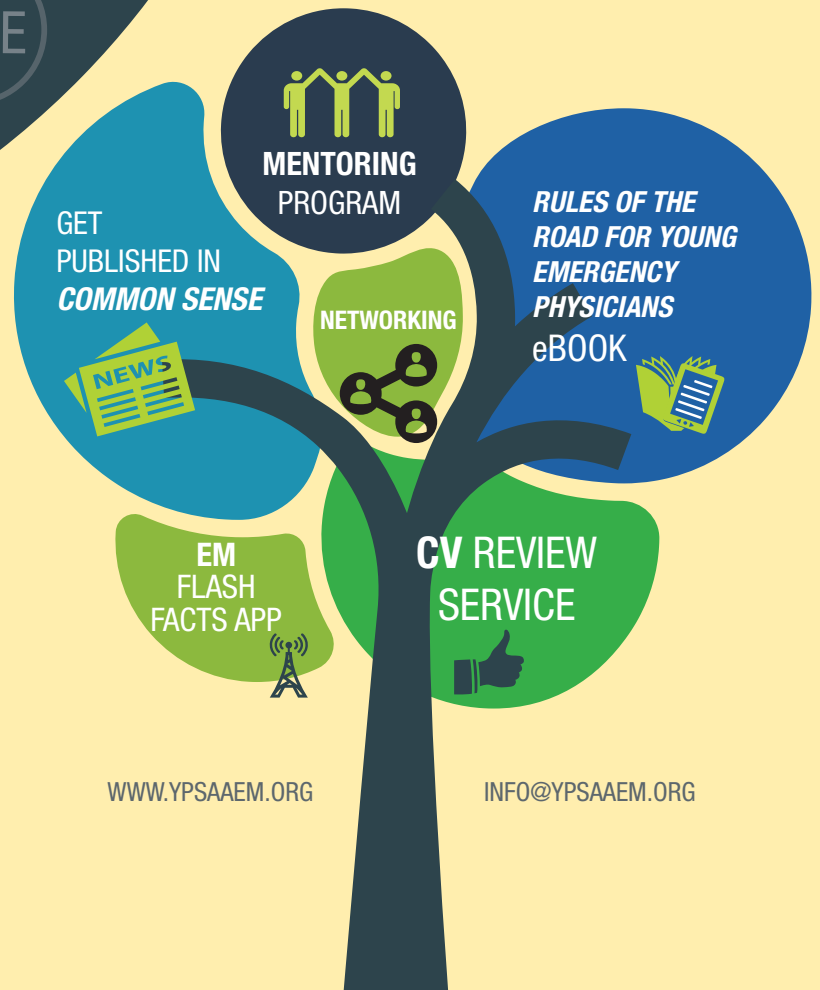 E
MENTORING
PROGRAM
GET
PUBLISHED IN
COMMON SENSE
NEWS
NETWORKING
RULES OF THE
ROAD FOR YOUNG
EMERGENCY
PHYSICIANS
eBOOK
EM
FLASH
FACTS APP
CV REVIEW
SERVICE
WWW.YPSAAEM.ORG
INFO@YPSAAEM.ORG